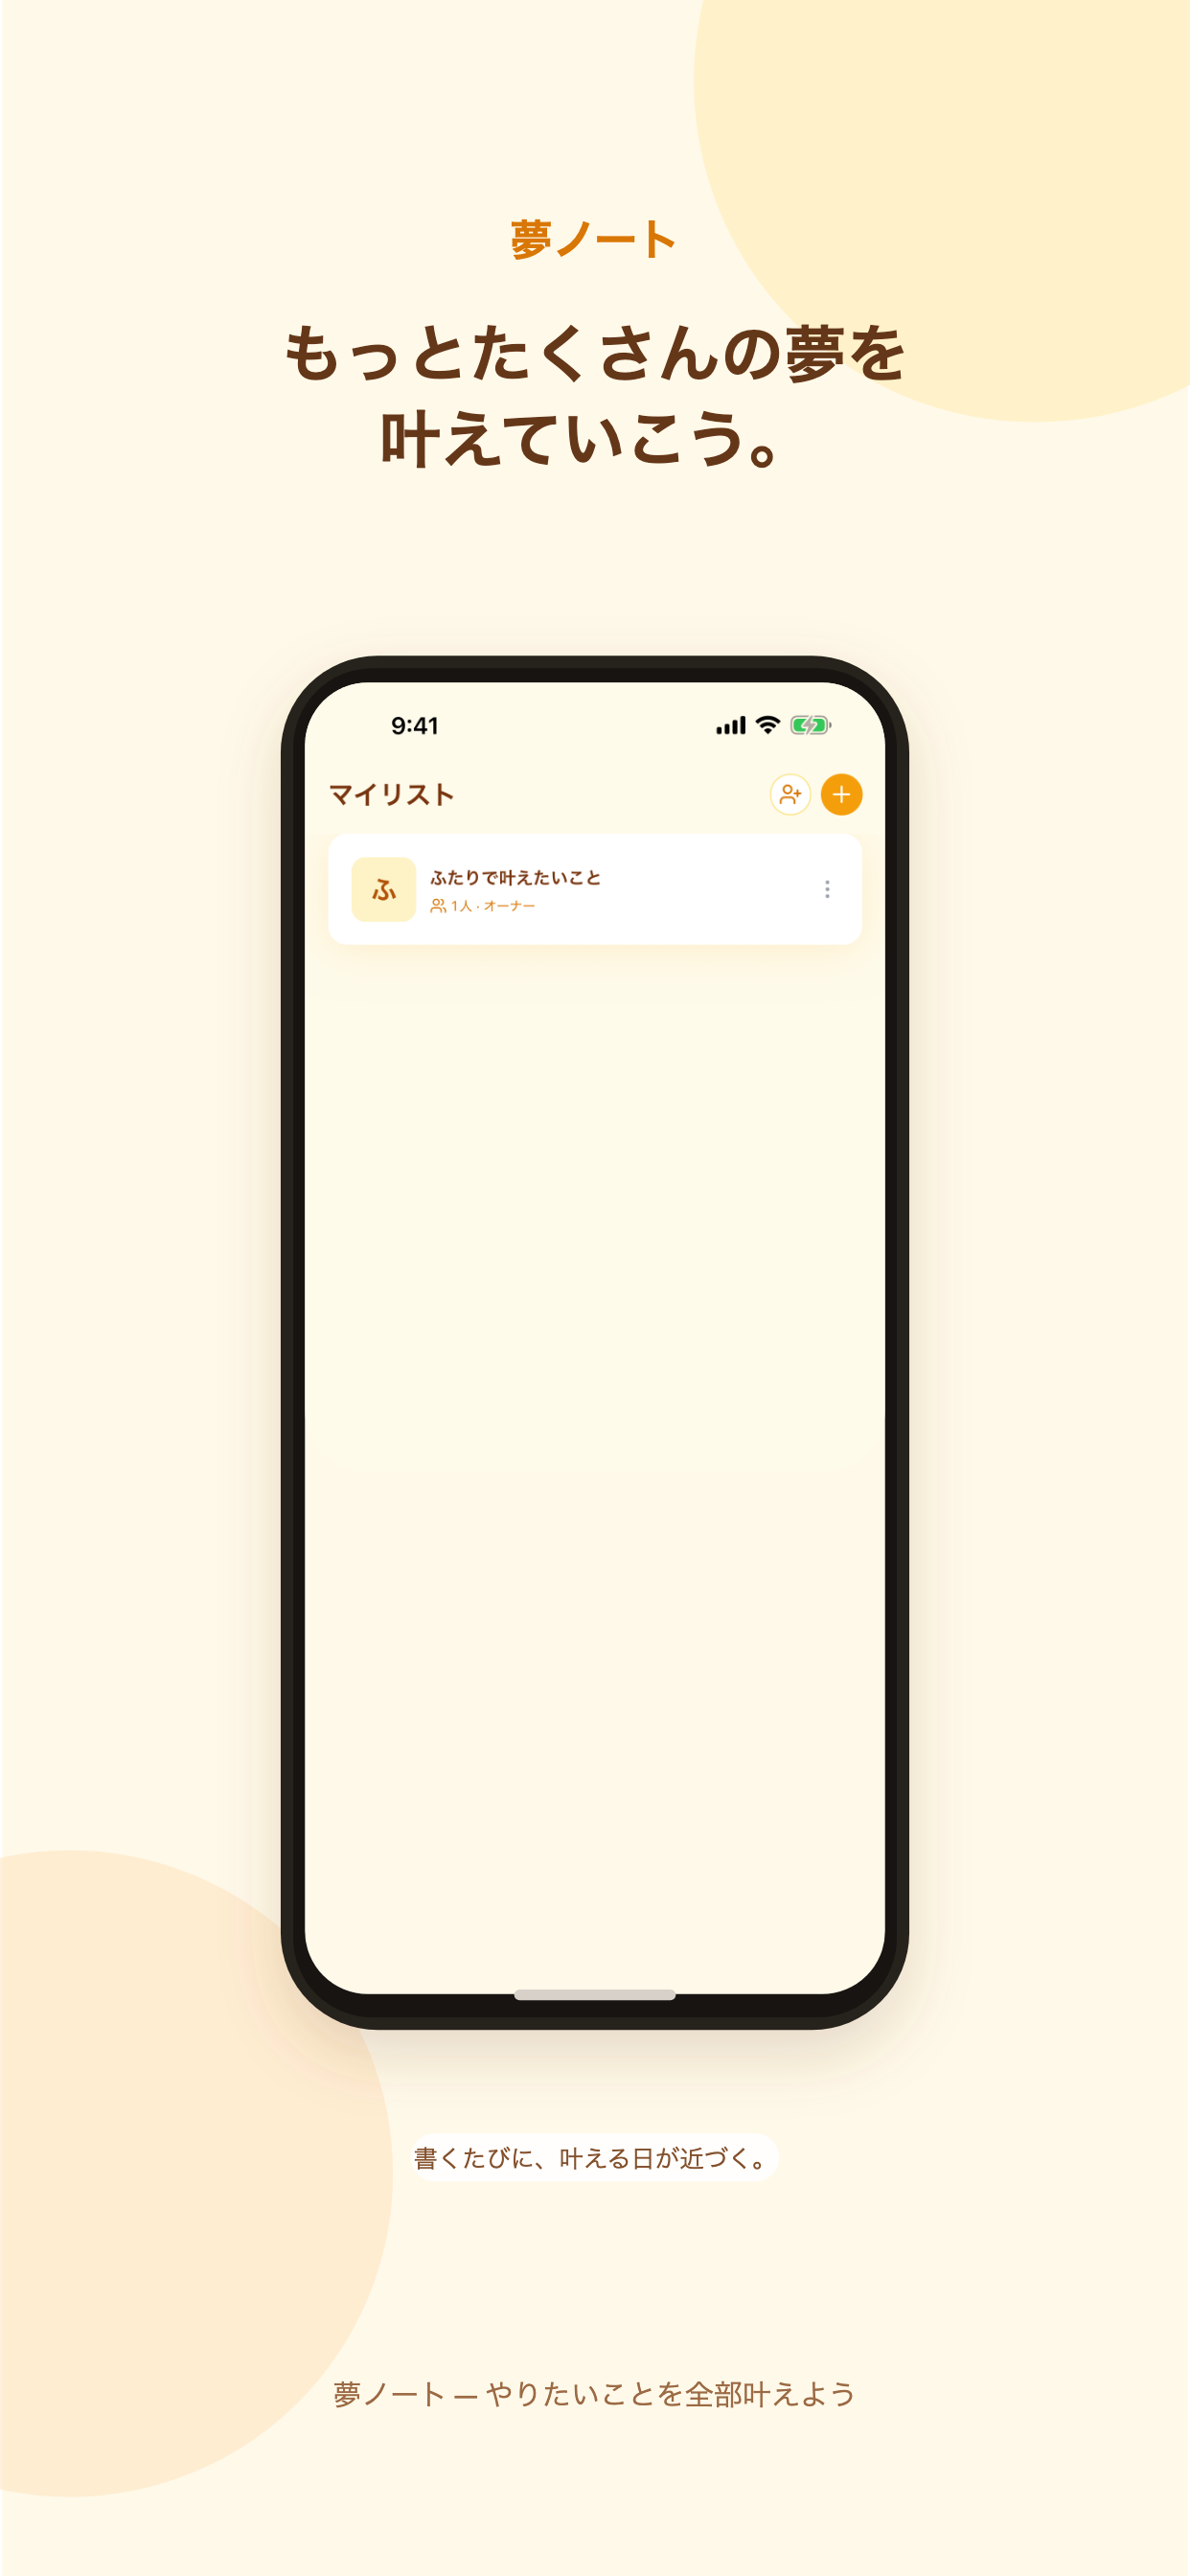 夢ノート
もっとたくさんの夢を
叶えていこう。
9:41
マイリスト
ふ
ふたりで叶えたいこと
1人・オーナー
書くたびに、叶える日が近づく。
夢ノート — やりたいことを全部叶えよう